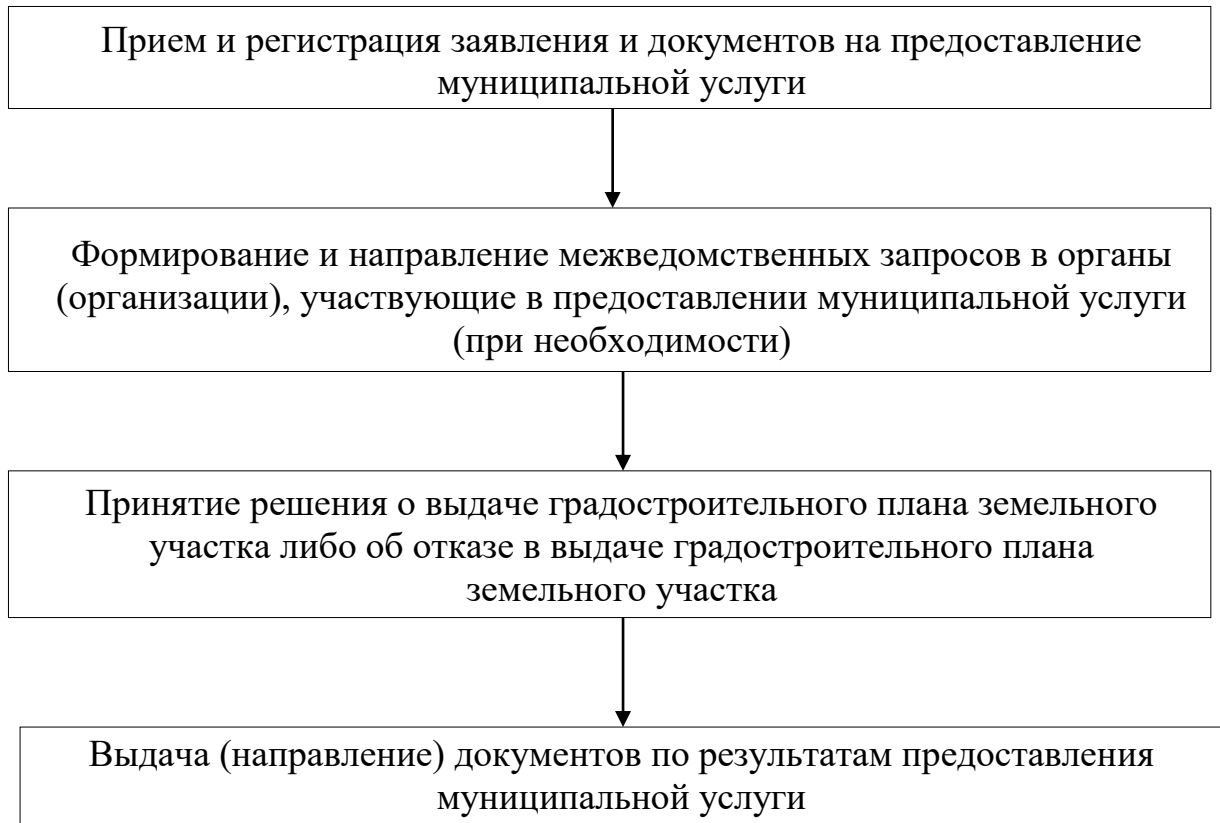 Прием и регистрация заявления и документов на предоставление
муниципальной услуги
Формирование и направление межведомственных запросов в органы
(организации), участвующие в предоставлении муниципальной услуги
(при необходимости)
Принятие решения о выдаче градостроительного плана земельного
участка либо об отказе в выдаче градостроительного плана
земельного участка
Выдача (направление) документов по результатам предоставления
муниципальной услуги